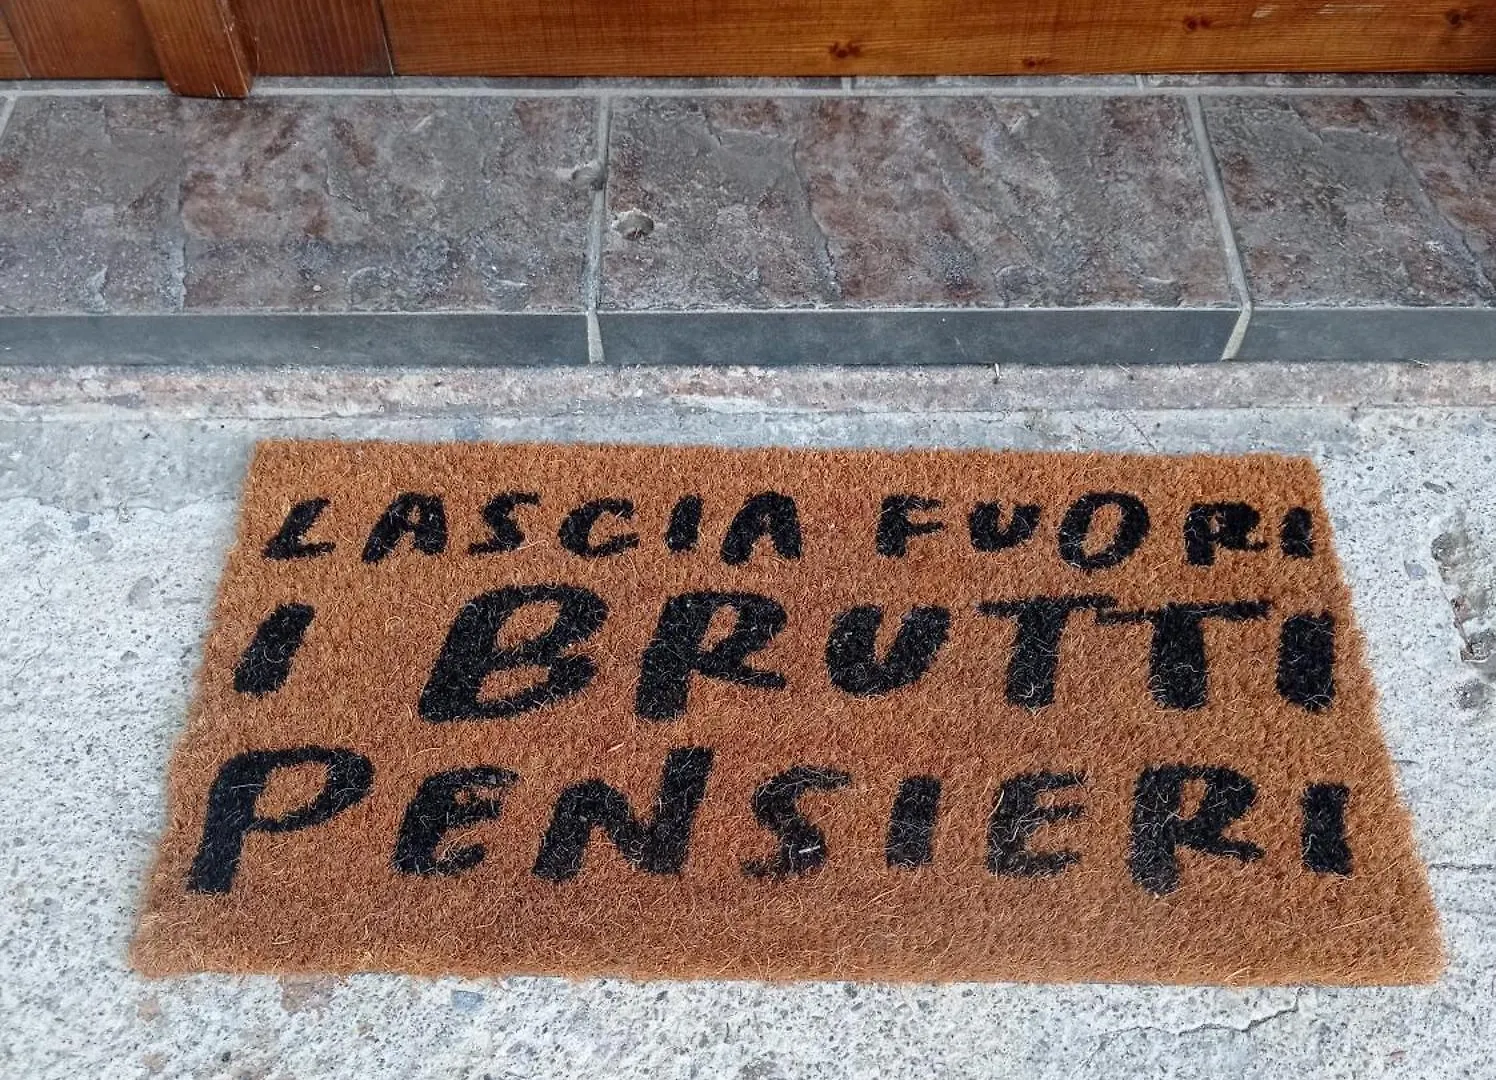 LASCIA FUORI
I BRUTTI
PENSIERI